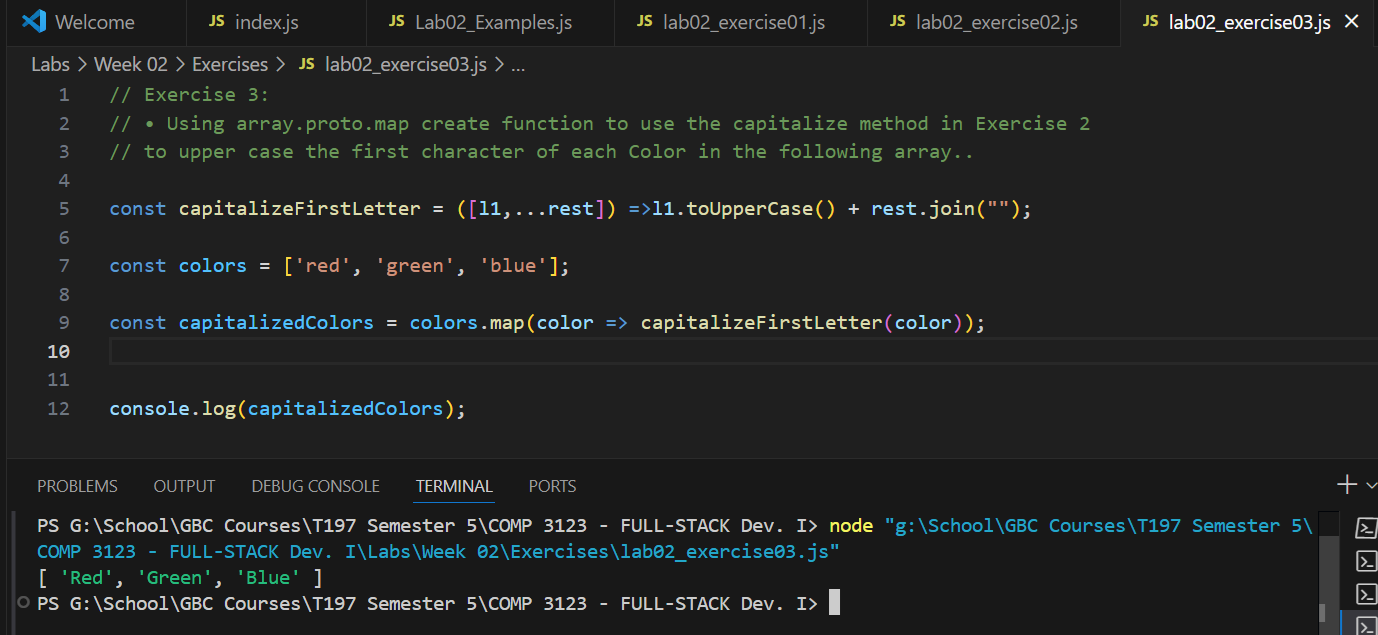 Welcome
JS index.js
JS Lab02_Examples.js
JS lab02_exercise01.js
JS lab02_exercise02.js
JS lab02_exercise03.js
Labs > Week 02 > Exercises > JS lab02_exercise03.js > ...
1 // Exercise 3:
2 // • Using array.proto.map create function to use the capitalize method in Exercise 2
3 // to upper case the first character of each Color in the following array..
4
5 const capitalizeFirstLetter = ([l1,...rest]) =>l1.toUpperCase() + rest.join("");
6
7 const colors = ['red', 'green', 'blue'];
8
9 const capitalizedColors = colors.map(color => capitalizeFirstLetter(color));
10
11
12 console.log(capitalizedColors);
PROBLEMS OUTPUT DEBUG CONSOLE TERMINAL PORTS
PS G:\School\GBC Courses\T197 Semester 5\COMP 3123 - FULL-STACK Dev. I> node "g:\School\GBC Courses\T197 Semester 5\
COMP 3123 - FULL-STACK Dev. I\Labs\Week 02\Exercises\lab02_exercise03.js"
[ 'Red', 'Green', 'Blue' ]
PS G:\School\GBC Courses\T197 Semester 5\COMP 3123 - FULL-STACK Dev. I>